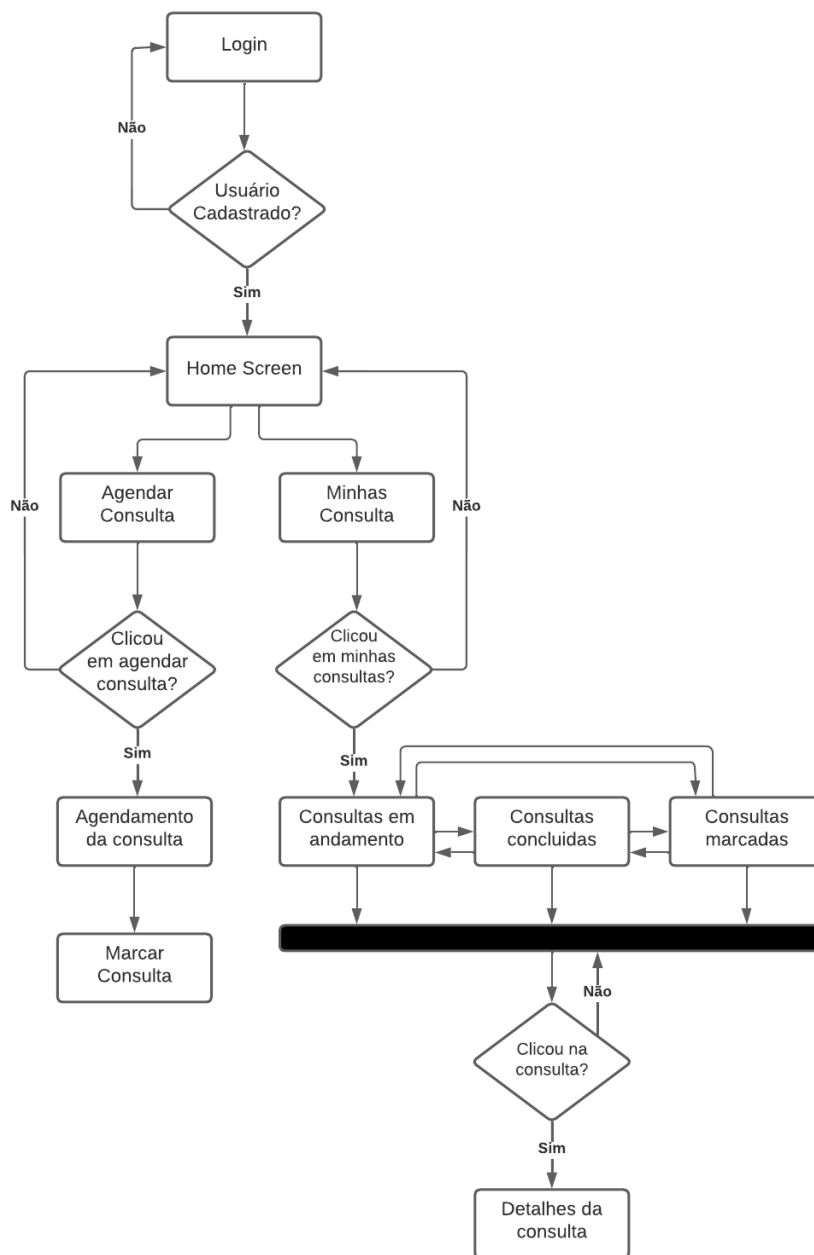 Login
Não
Usuário
Cadastrado?
Sim
Home Screen
Agendar
Consulta
Minhas
Consulta
Não
Não
Clicou
em agendar
consulta?
Clicou
em minhas
consultas?
Sim
Sim
Agendamento
da consulta
Consultas em
andamento
Consultas
concluidas
Consultas
marcadas
Marcar
Consulta
Não
Clicou na
consulta?
Sim
Detalhes da
consulta